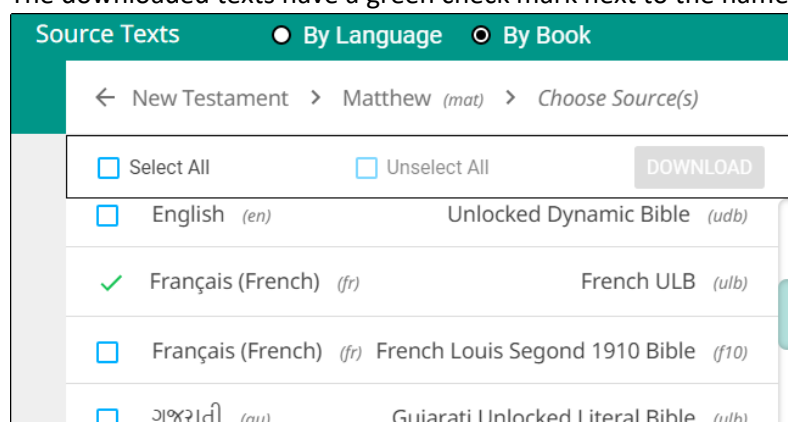 The downloaded texts have a green check mark next to the name
Source Texts By Language By Book
← New Testament > Matthew (mat) > Choose Source(s)
Select All Unselect All DOWNLOAD
English (en) Unlocked Dynamic Bible (udb)
Français (French) (fr) French ULB (ulb)
Français (French) (fr) French Louis Segond 1910 Bible (f10)
ગુજરાતી (gu) Gujarati Unlocked Literal Bible (ulb)